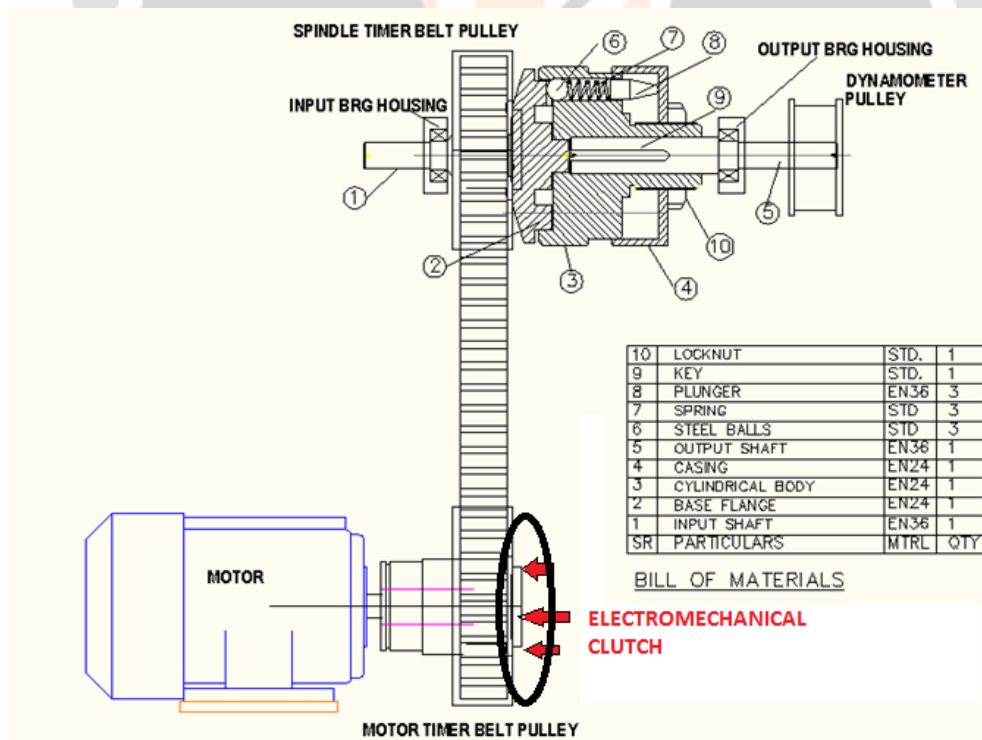 SPINDLE TIMER BELT PULLEY
6
7
8
OUTPUT BRG HOUSING
DYNAMOMETER
PULLEY
INPUT BRG HOUSING
9
1
5
2
3
4
10
10 LOCKNUT STD. 1
9 KEY STD. 1
8 PLUNGER EN36 3
7 SPRING STD 3
6 STEEL BALLS STD 3
5 OUTPUT SHAFT EN36 1
4 CASING EN24 1
3 CYLINDRICAL BODY EN24 1
2 BASE FLANGE EN24 1
1 INPUT SHAFT EN36 1
SR PARTICULARS MTRL QTY
BILL OF MATERIALS
MOTOR
ELECTROMECHANICAL
CLUTCH
MOTOR TIMER BELT PULLEY